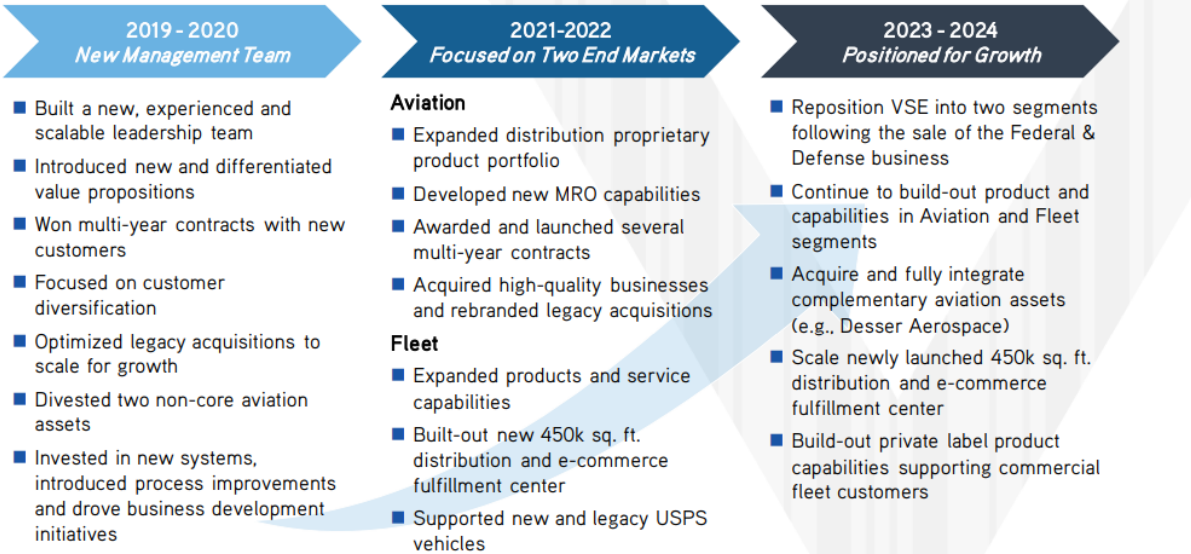 2019 - 2020
New Management Team
■ Built a new, experienced and
scalable leadership team
■ Introduced new and differentiated
value propositions
■ Won multi-year contracts with new
customers
■ Focused on customer
diversification
■ Optimized legacy acquisitions to
scale for growth
■ Divested two non-core aviation
assets
■ Invested in new systems,
introduced process improvements
and drove business development
initiatives
2021-2022
Focused on Two End Markets
Aviation
■ Expanded distribution proprietary
product portfolio
■ Developed new MRO capabilities
■ Awarded and launched several
multi-year contracts
■ Acquired high-quality businesses
and rebranded legacy acquisitions
Fleet
■ Expanded products and service
capabilities
■ Built-out new 450k sq. ft.
distribution and e-commerce
fulfillment center
■ Supported new and legacy USPS
vehicles
2023 - 2024
Positioned for Growth
■ Reposition VSE into two segments
following the sale of the Federal &
Defense business
■ Continue to build-out product and
capabilities in Aviation and Fleet
segments
■ Acquire and fully integrate
complementary aviation assets
(e.g., Desser Aerospace)
■ Scale newly launched 450k sq. ft.
distribution and e-commerce
fulfillment center
■ Build-out private label product
capabilities supporting commercial
fleet customers